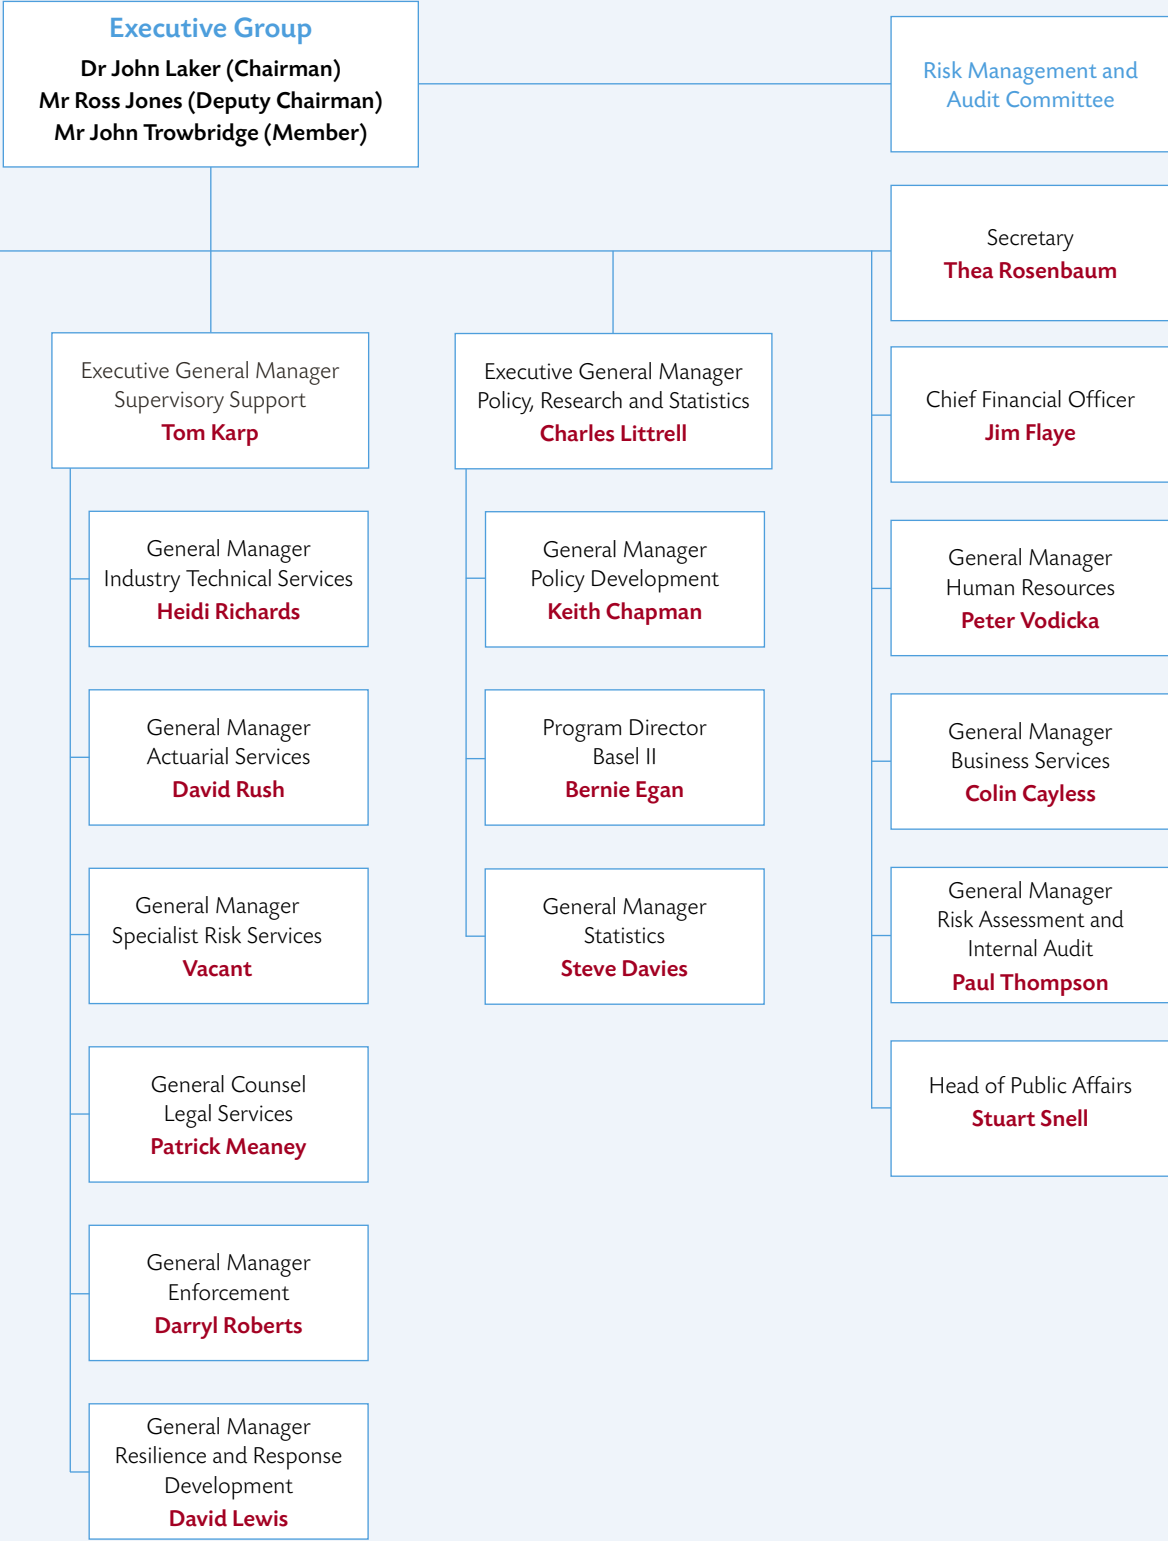 Executive Group
Dr John Laker (Chairman)
Mr Ross Jones (Deputy Chairman)
Mr John Trowbridge (Member)
Risk Management and
Audit Committee
Executive General Manager
Supervisory Support
Tom Karp
General Manager
Industry Technical Services
Heidi Richards
General Manager
Actuarial Services
David Rush
General Manager
Specialist Risk Services
Vacant
General Counsel
Legal Services
Patrick Meaney
General Manager
Enforcement
Darryl Roberts
General Manager
Resilience and Response
Development
David Lewis
Executive General Manager
Policy, Research and Statistics
Charles Littrell
General Manager
Policy Development
Keith Chapman
Program Director
Basel II
Bernie Egan
General Manager
Statistics
Steve Davies
Secretary
Thea Rosenbaum
Chief Financial Officer
Jim Flaye
General Manager
Human Resources
Peter Vodicka
General Manager
Business Services
Colin Cayless
General Manager
Risk Assessment and
Internal Audit
Paul Thompson
Head of Public Affairs
Stuart Snell